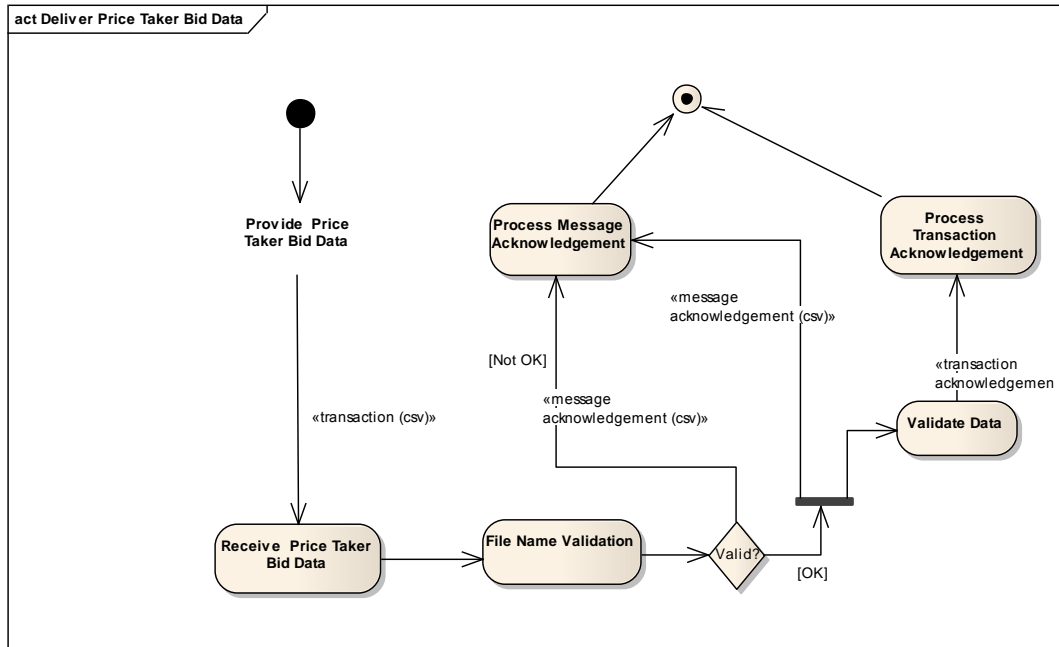 act Deliver Price Taker Bid Data
Provide Price
Taker Bid Data
«transaction (csv)»
Receive Price Taker
Bid Data
File Name Validation
Valid?
[OK]
[Not OK]
«message
acknowledgement (csv)»
Process Message
Acknowledgement
«message
acknowledgement (csv)»
Validate Data
«transaction
acknowledgemen
Process
Transaction
Acknowledgement